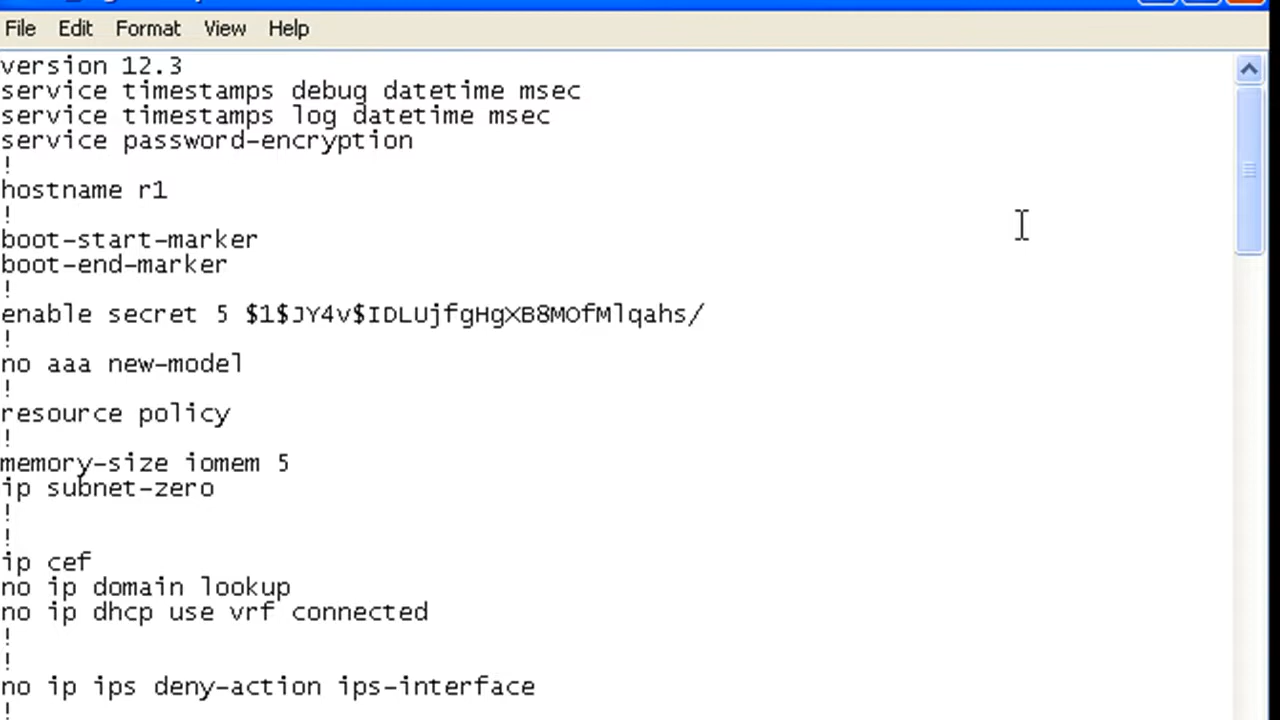 File Edit Format View Help
version 12.3
service timestamps debug datetime msec
service timestamps log datetime msec
service password-encryption
!
hostname r1
!
boot-start-marker
boot-end-marker
!
enable secret 5 $1$JY4v$IDLUjfgHgXB8MOfMlqahs/
!
no aaa new-model
!
resource policy
!
memory-size iomem 5
ip subnet-zero
!
!
ip cef
no ip domain lookup
no ip dhcp use vrf connected
!
!
no ip ips deny-action ips-interface
!